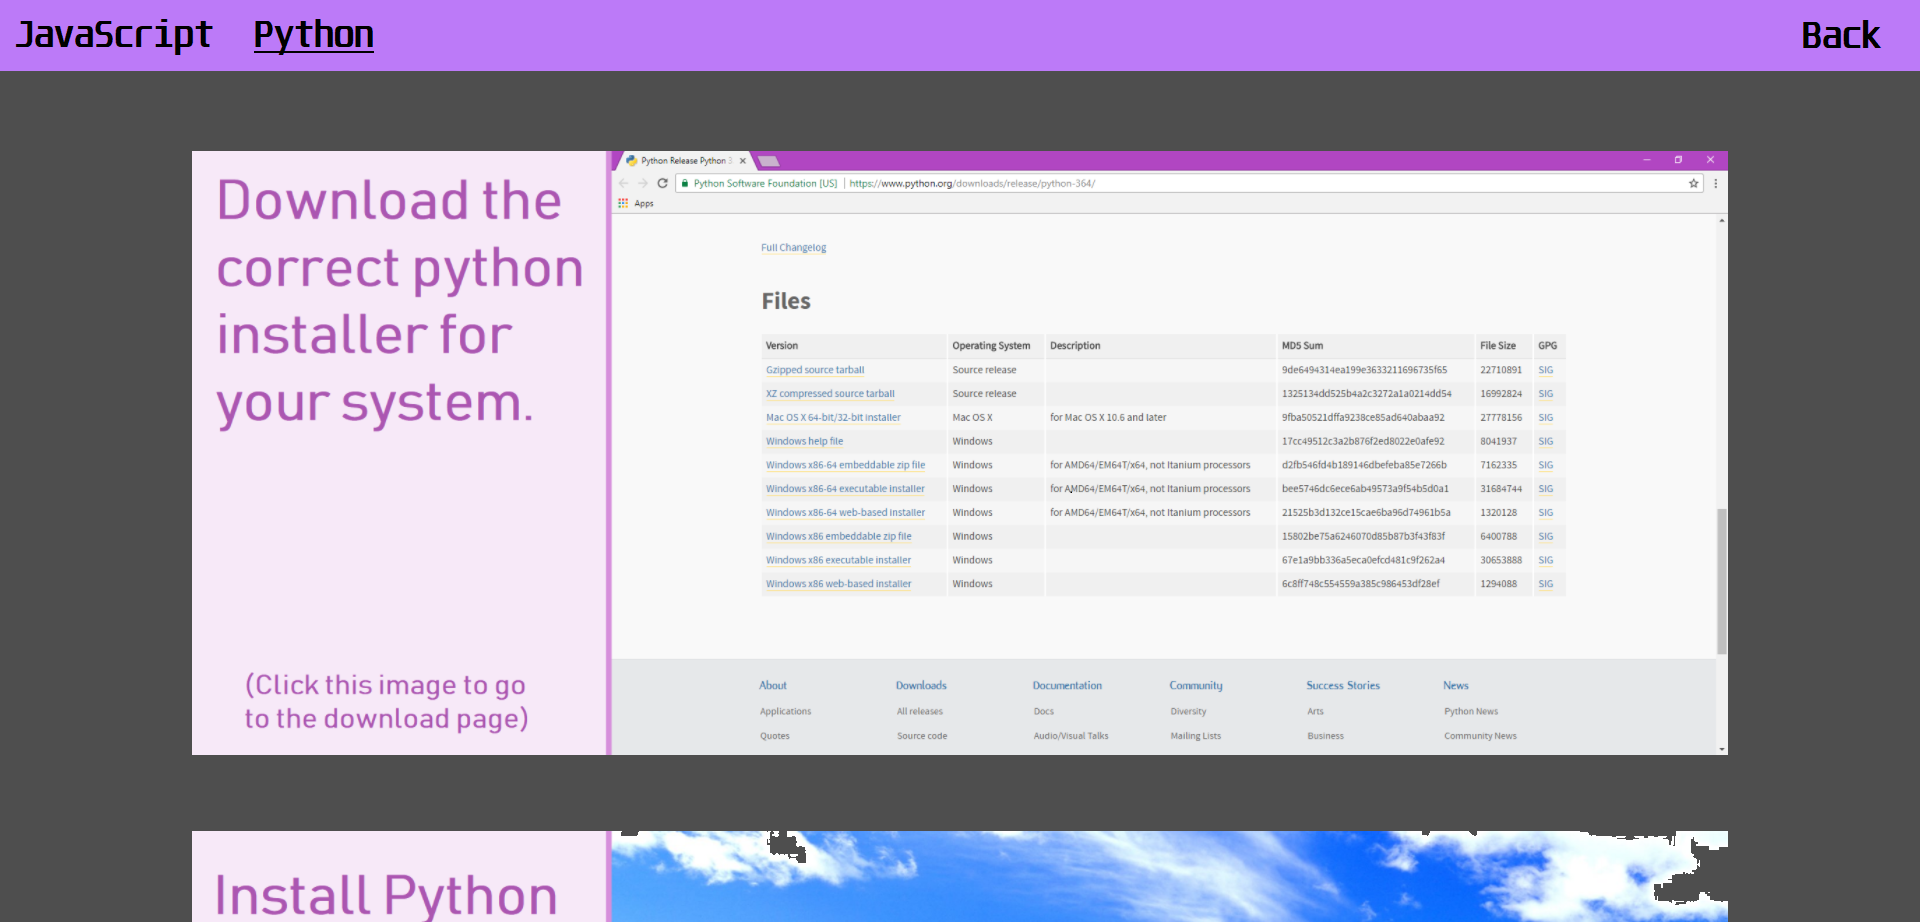 JavaScript Python Back
Download the
correct python
installer for
your system.
(Click this image to go
to the download page)
Python Release Python 3
Python Software Foundation [US] | https://www.python.org/downloads/release/python-364/
Apps
Full Changelog
Files
Version Operating System Description MD5 Sum File Size GPG
Gzipped source tarball Source release 9de6494314ea199e3633211696735f65 22710891 SIG
XZ compressed source tarball Source release 1325134dd525b4a2c3272a1a0214dd54 16992824 SIG
Mac OS X 64-bit/32-bit installer Mac OS X for Mac OS X 10.6 and later 9fba50521dffa9238ce85ad640abaa92 27778156 SIG
Windows help file Windows 17cc49512c3a2b876f2ed8022e0afe92 8041937 SIG
Windows x86-64 embeddable zip file Windows for AMD64/EM64T/x64, not Itanium processors d2fb546fd4b189146dbefeba85e7266b 7162335 SIG
Windows x86-64 executable installer Windows for AMD64/EM64T/x64, not Itanium processors bee5746dc6ece6ab49573a9f54b5d0a1 31684744 SIG
Windows x86-64 web-based installer Windows for AMD64/EM64T/x64, not Itanium processors 21525b3d132ce15cae6ba96d74961b5a 1320128 SIG
Windows x86 embeddable zip file Windows 15802be75a6246070d85b87b3f43f83f 6400788 SIG
Windows x86 executable installer Windows 67e1a9bb336a5eca0efcd481c9f262a4 30653888 SIG
Windows x86 web-based installer Windows 6c8ff748c554559a385c986453df28ef 1294088 SIG
About Downloads Documentation Community Success Stories News
Applications All releases Docs Diversity Arts Python News
Quotes Source code Audio/Visual Talks Mailing Lists Business Community News
Install Python